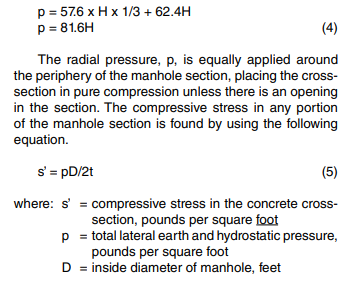 p = 57.6 x H x 1/3 + 62.4H
p = 81.6H (4)
The radial pressure, p, is equally applied around
the periphery of the manhole section, placing the cross-
section in pure compression unless there is an opening
in the section. The compressive stress in any portion
of the manhole section is found by using the following
equation.
s' = pD/2t (5)
where: s' = compressive stress in the concrete cross-
section, pounds per square foot
p = total lateral earth and hydrostatic pressure,
pounds per square foot
D = inside diameter of manhole, feet